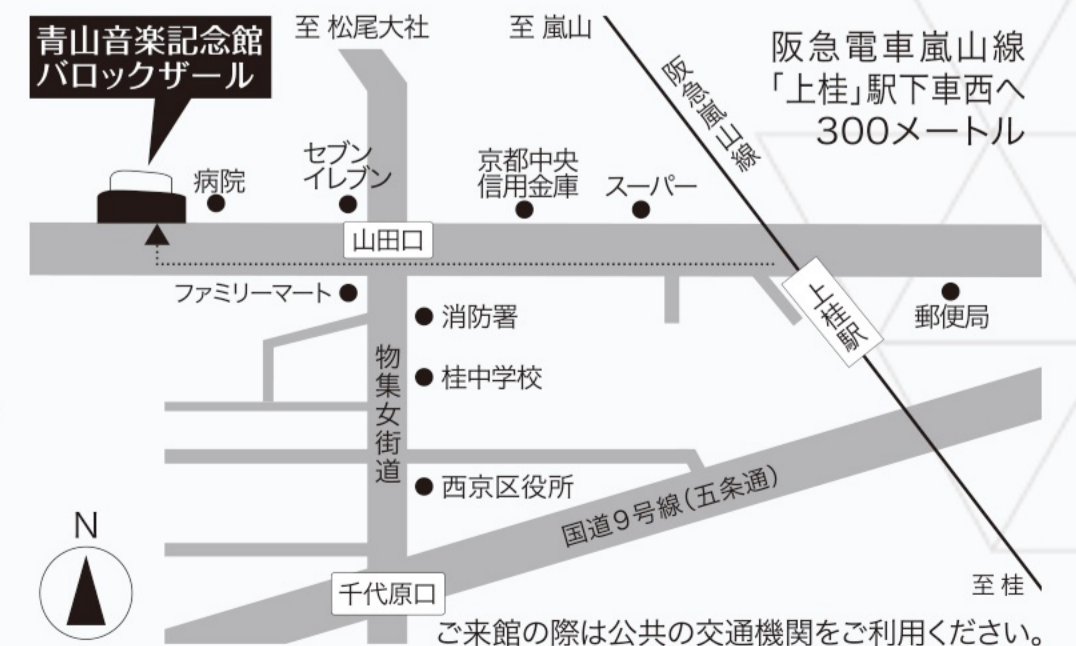 青山音楽記念館
バロックザール
至 松尾大社
至 嵐山
阪急嵐山線
阪急電車嵐山線
「上桂」駅下車西へ
300メートル
病院
セブン
イレブン
京都中央
信用金庫
スーパー
山田口
ファミリーマート
消防署
上桂駅
郵便局
物集女街道
桂中学校
西京区役所
国道9号線(五条通)
N
千代原口
至 桂
ご来館の際は公共の交通機関をご利用ください。